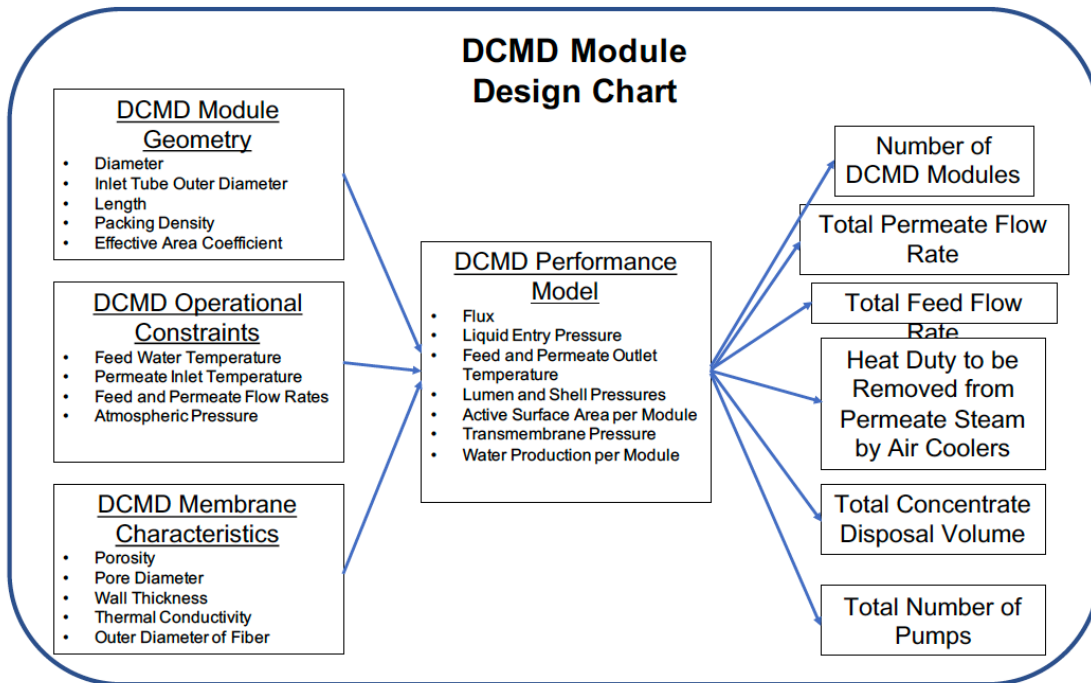 DCMD Module
Design Chart
DCMD Module
Geometry
• Diameter
• Inlet Tube Outer Diameter
• Length
• Packing Density
• Effective Area Coefficient
DCMD Operational
Constraints
• Feed Water Temperature
• Permeate Inlet Temperature
• Feed and Permeate Flow Rates
• Atmospheric Pressure
DCMD Membrane
Characteristics
• Porosity
• Pore Diameter
• Wall Thickness
• Thermal Conductivity
• Outer Diameter of Fiber
DCMD Performance
Model
• Flux
• Liquid Entry Pressure
• Feed and Permeate Outlet
Temperature
• Lumen and Shell Pressures
• Active Surface Area per Module
• Transmembrane Pressure
• Water Production per Module
Number of
DCMD Modules
Total Permeate Flow
Rate
Total Feed Flow
Rate
Heat Duty to be
Removed from
Permeate Steam
by Air Coolers
Total Concentrate
Disposal Volume
Total Number of
Pumps